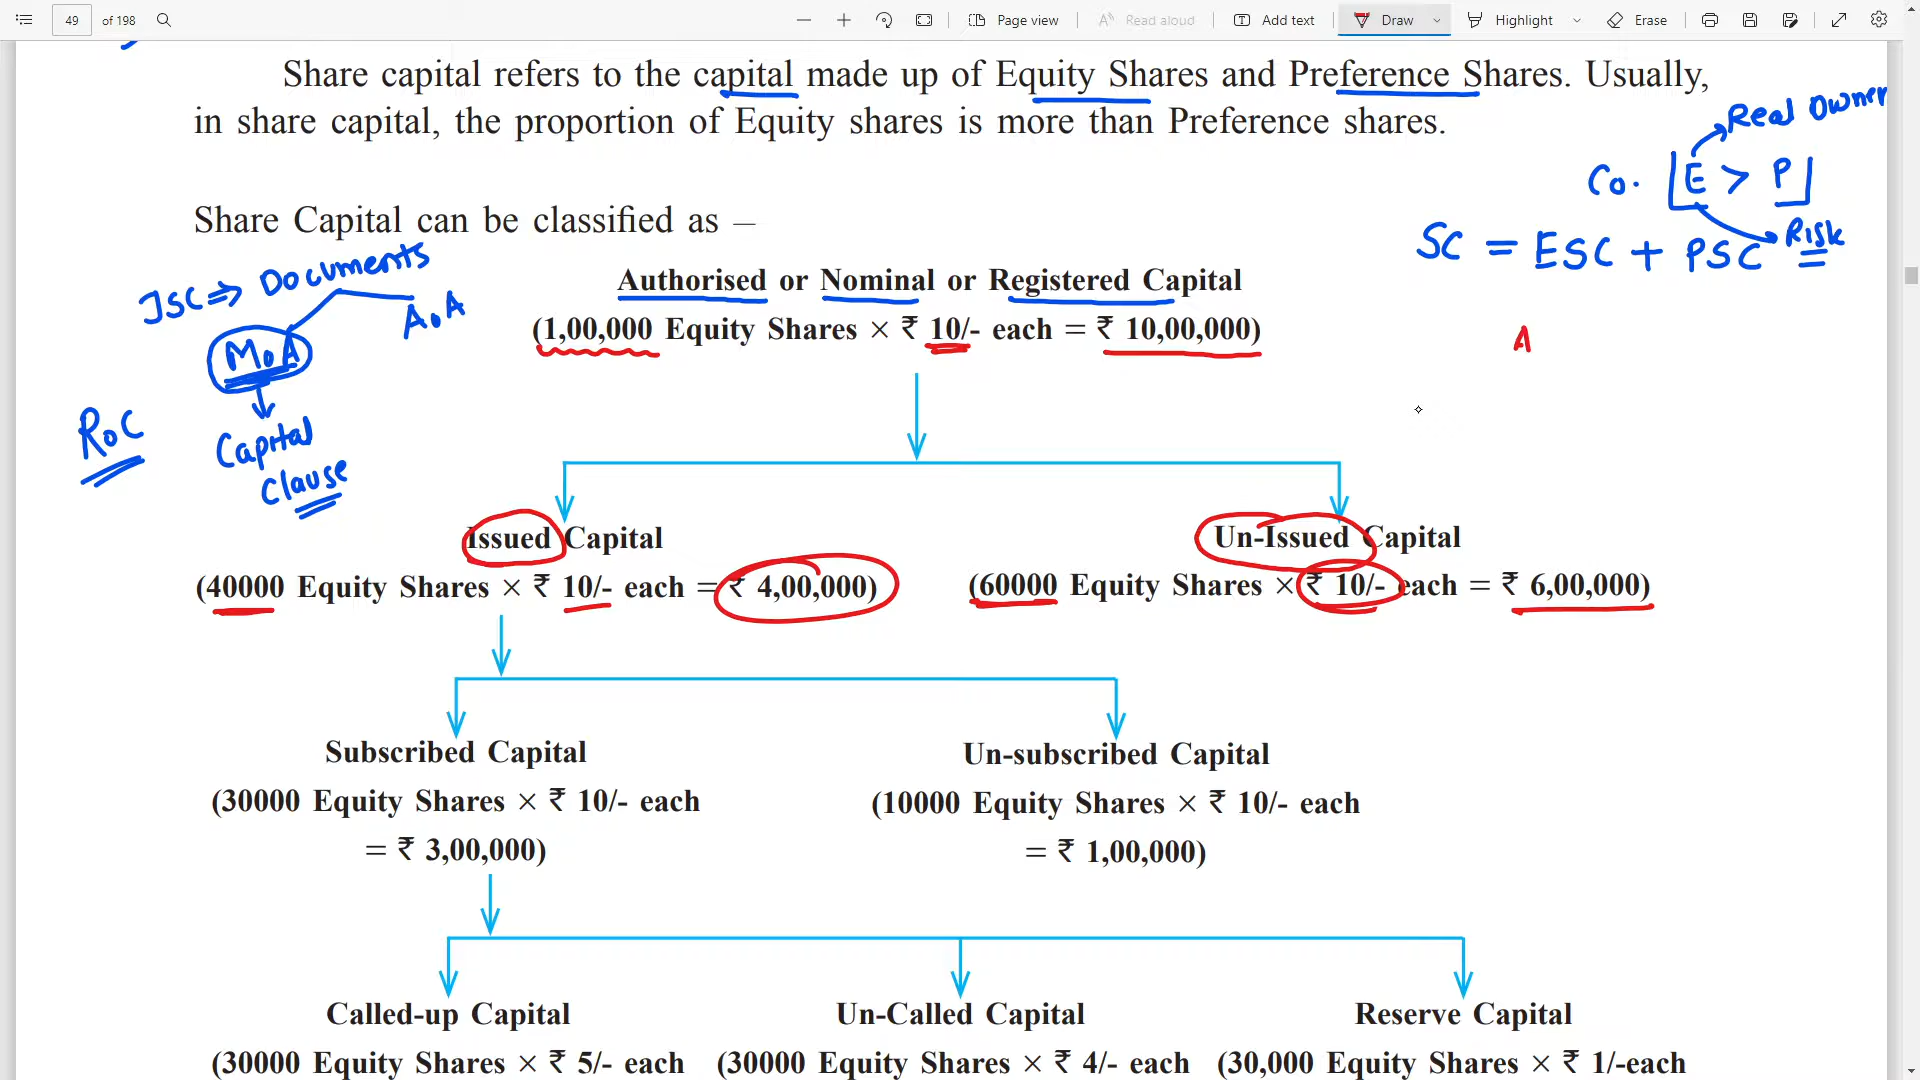 49 of 198 Page view Read aloud Add text Draw Highlight Erase
Share capital refers to the capital made up of Equity Shares and Preference Shares. Usually,
in share capital, the proportion of Equity shares is more than Preference shares.
Real Owner
Co. [E > P]
Share Capital can be classified as –
SC = ESC + PSC
Risk
JSC ⇒ Documents
MoA
AoA
Authorised or Nominal or Registered Capital
(1,00,000 Equity Shares × ₹ 10/- each = ₹ 10,00,000)
A
RoC
Capital
Clause
Issued Capital
Un-Issued Capital
(40000 Equity Shares × ₹ 10/- each = ₹ 4,00,000)
(60000 Equity Shares × ₹ 10/- each = ₹ 6,00,000)
Subscribed Capital
(30000 Equity Shares × ₹ 10/- each
= ₹ 3,00,000)
Un-subscribed Capital
(10000 Equity Shares × ₹ 10/- each
= ₹ 1,00,000)
Called-up Capital
(30000 Equity Shares × ₹ 5/- each
Un-Called Capital
(30000 Equity Shares × ₹ 4/- each
Reserve Capital
(30,000 Equity Shares × ₹ 1/-each